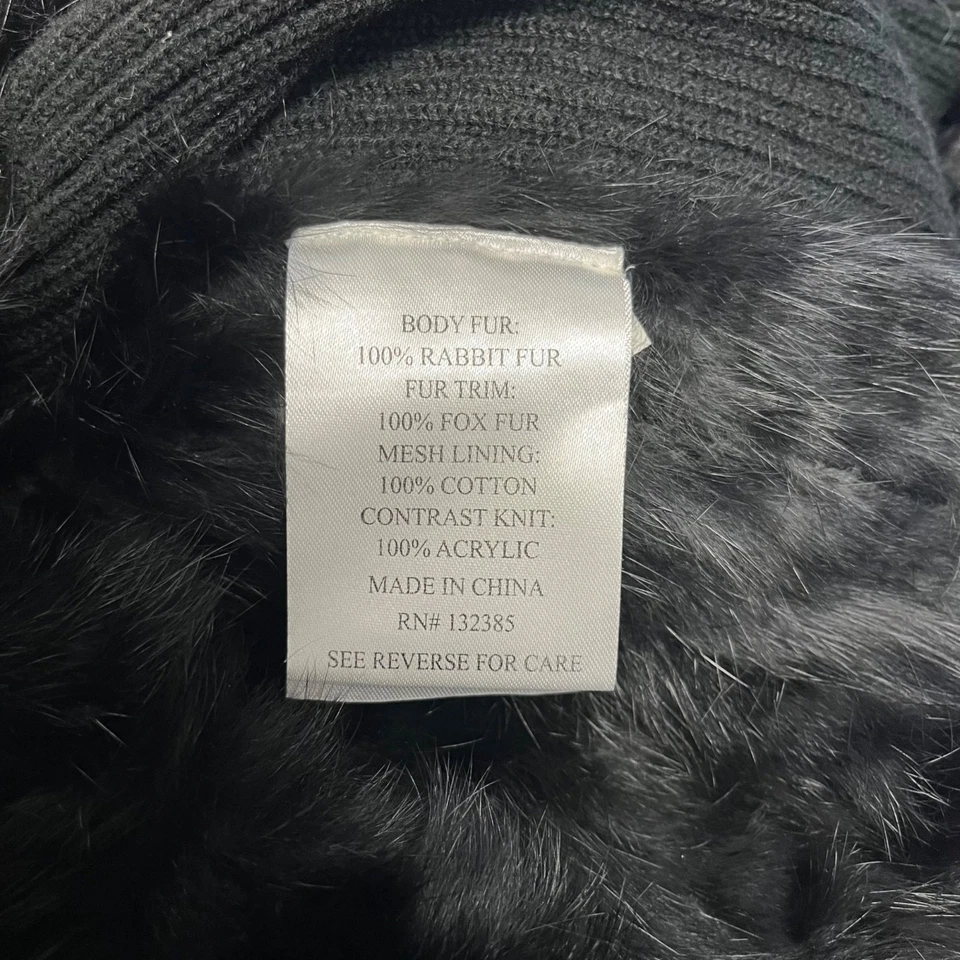 BODY FUR:
100% RABBIT FUR
FUR TRIM:
100% FOX FUR
MESH LINING:
100% COTTON
CONTRAST KNIT:
100% ACRYLIC
MADE IN CHINA
RN# 132385
SEE REVERSE FOR CARE